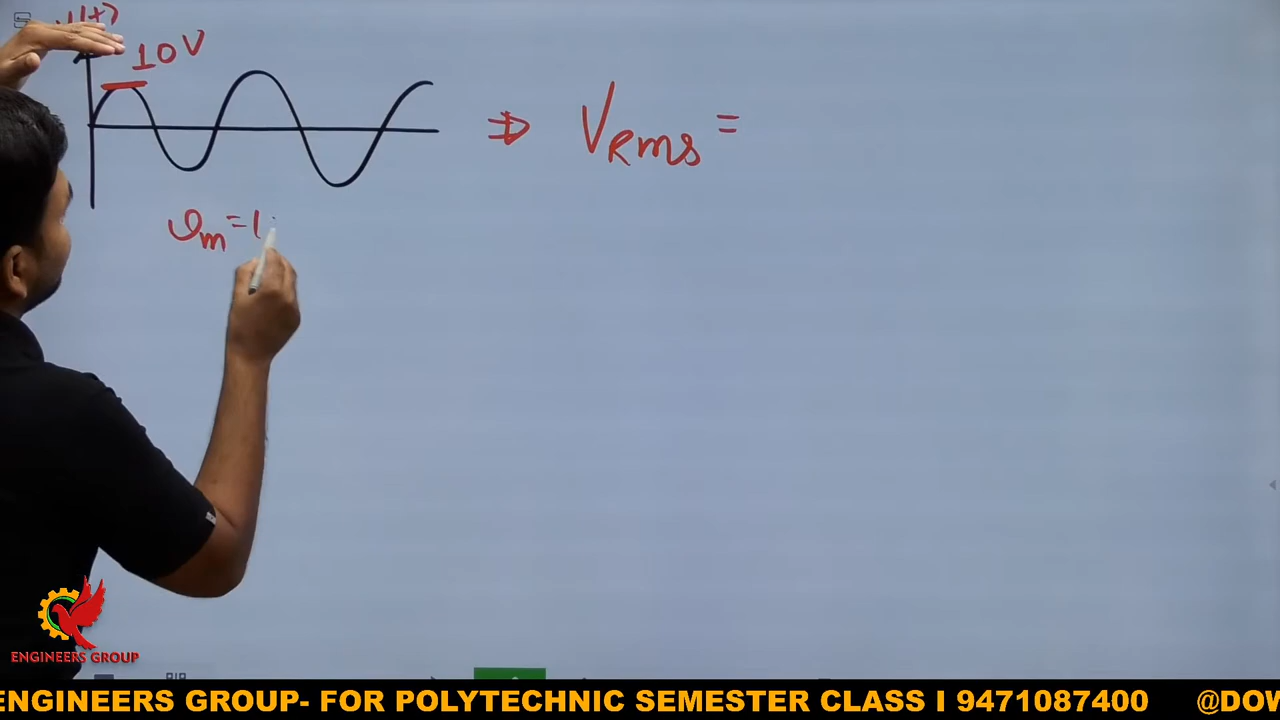 10V
⇒ VRms =
vm = 1
ENGINEERS GROUP
ENGINEERS GROUP- FOR POLYTECHNIC SEMESTER CLASS I 9471087400 @DOW